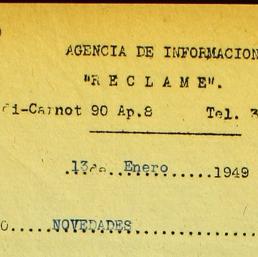 AGENCIA DE INFORMACION
"R E C L A M E".
di-Carnot 90 Ap.8 Tel. 3
.13 de. Enero...........1949
O.....NOVEDADES................